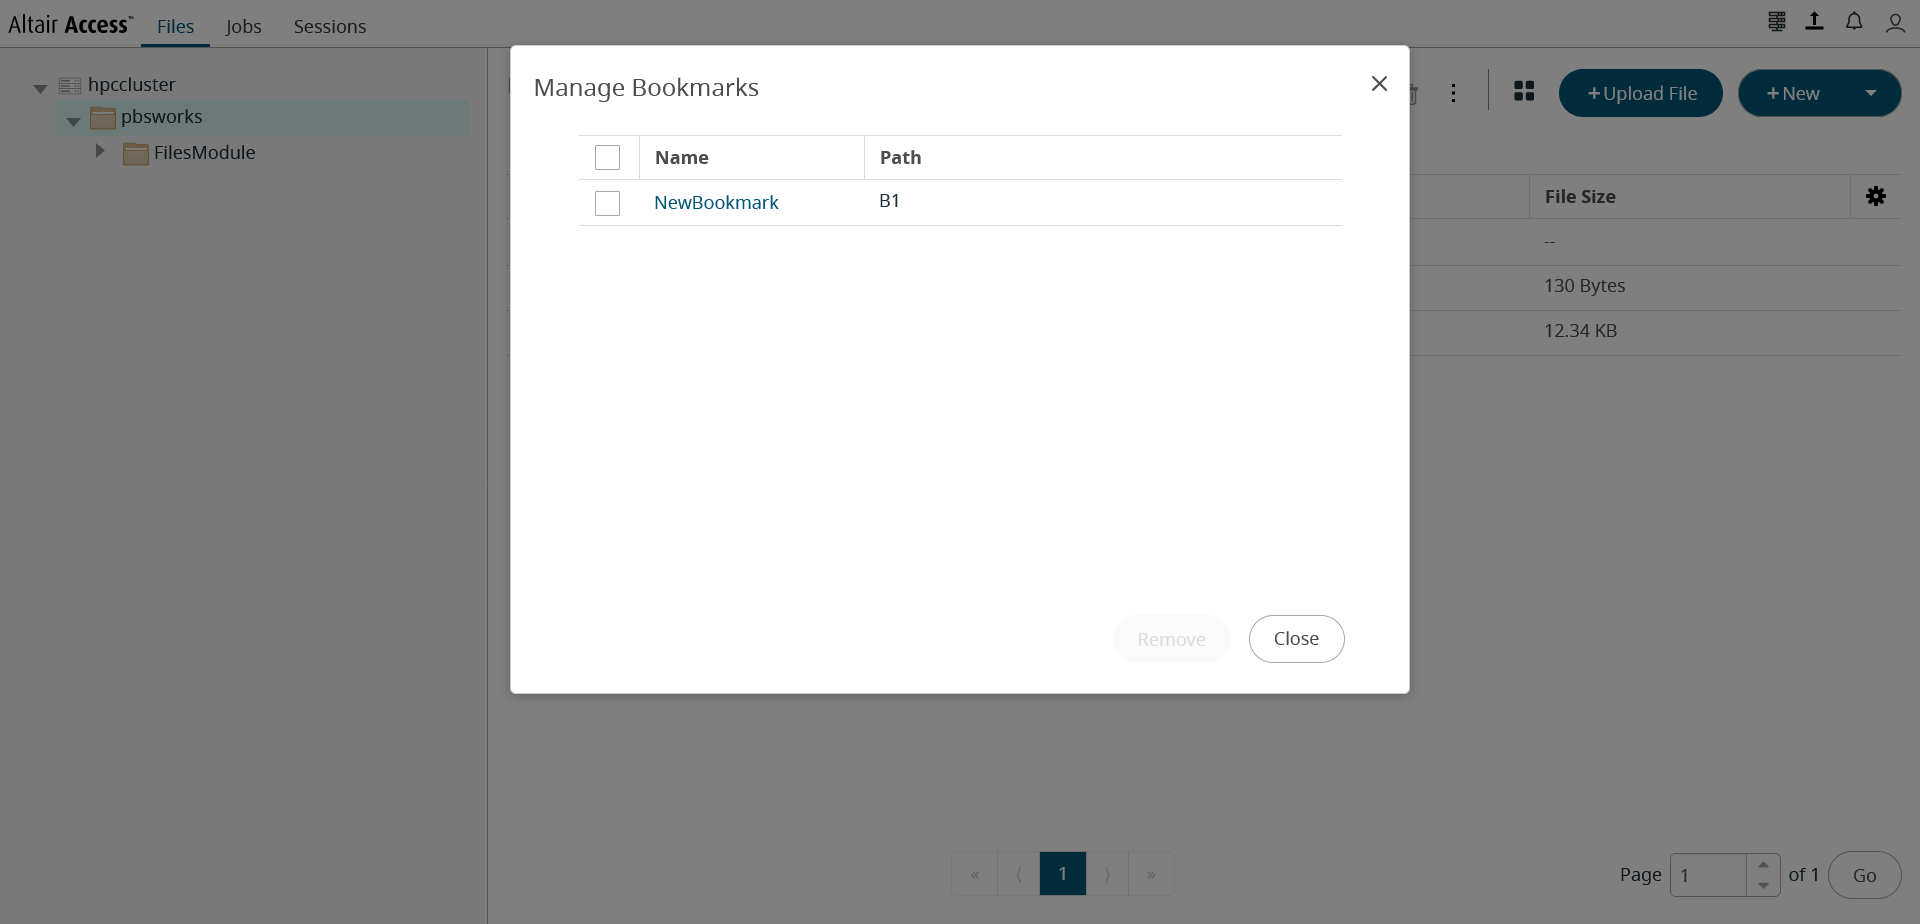 Altair Access™ Files Jobs Sessions
hpccluster
pbsworks
FilesModule
Manage Bookmarks
Name Path
NewBookmark B1
Remove Close
+Upload File +New
File Size
--
130 Bytes
12.34 KB
« ⟨ 1 ⟩ »
Page 1 of 1 Go